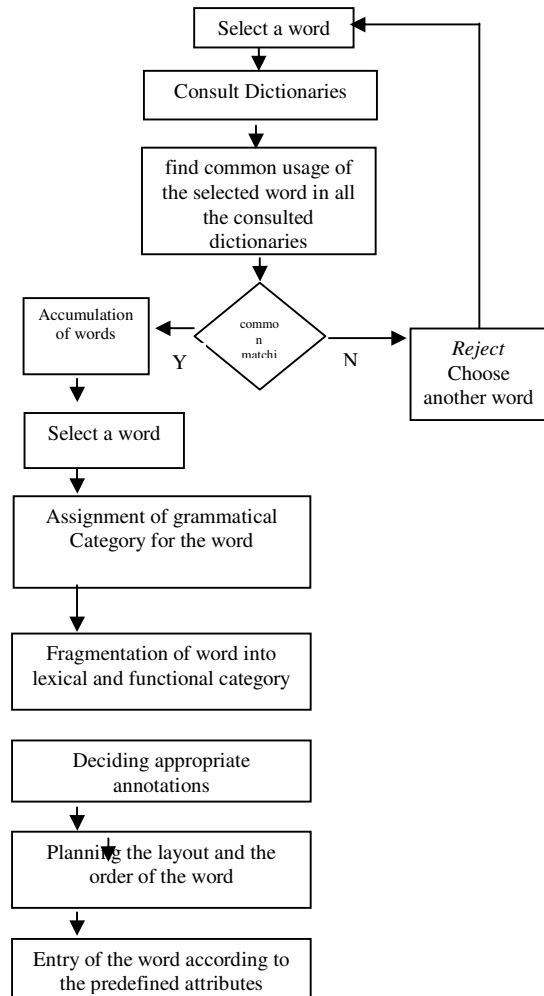 Select a word
Consult Dictionaries
find common usage of
the selected word in all
the consulted
dictionaries
Accumulation
of words
commo
n
matchi
Y
N
Reject
Choose
another word
Select a word
Assignment of grammatical
Category for the word
Fragmentation of word into
lexical and functional category
Deciding appropriate
annotations
Planning the layout and the
order of the word
Entry of the word according to
the predefined attributes